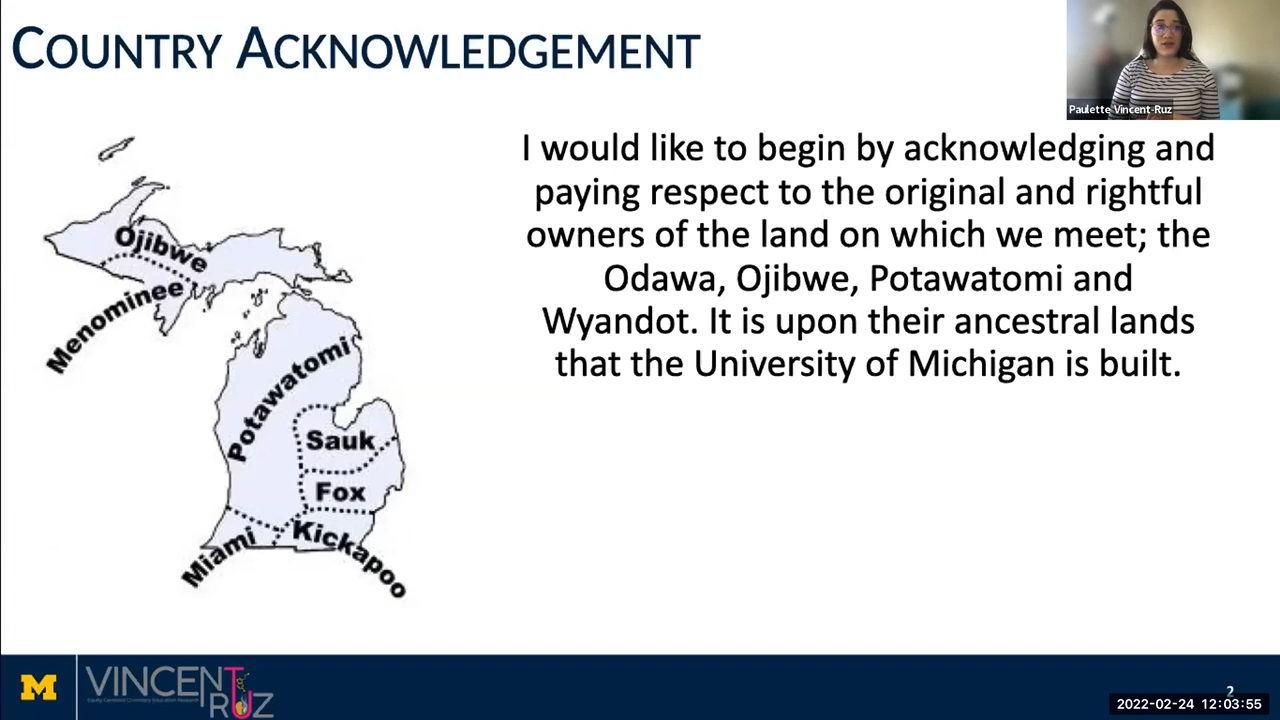 COUNTRY ACKNOWLEDGEMENT
Paulette Vincent-Ruz
I would like to begin by acknowledging and
paying respect to the original and rightful
owners of the land on which we meet; the
Odawa, Ojibwe, Potawatomi and
Wyandot. It is upon their ancestral lands
that the University of Michigan is built.
Ojibwe
Menominee
Potawatomi
Sauk
Fox
Miami
Kickapoo
M
VINCENT
RUZ
2
2022-02-24 12:03:55